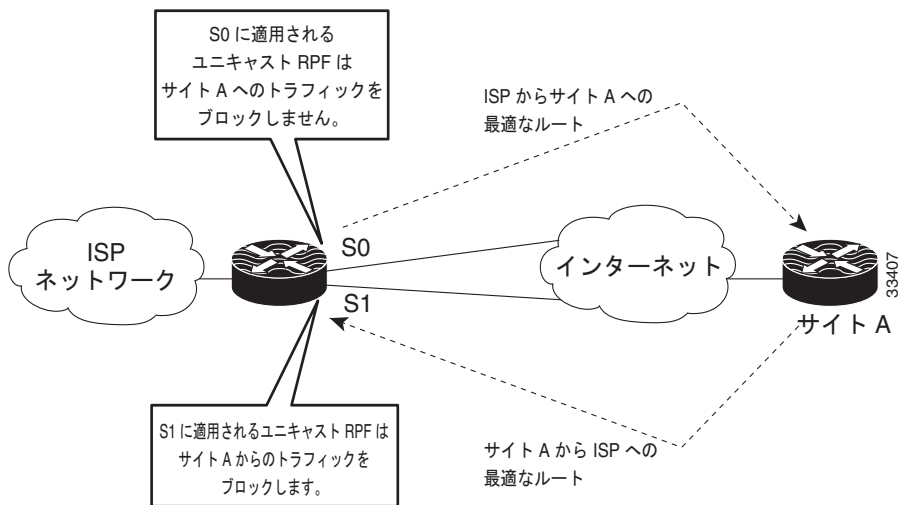 S0 に適用される
ユニキャスト RPF は
サイト A へのトラフィックを
ブロックしません。
ISP からサイト A への
最適なルート
ISP
ネットワーク
S0
S1
インターネット
33407
サイト A
S1 に適用されるユニキャスト RPF は
サイト A からのトラフィックを
ブロックします。
サイト A から ISP への
最適なルート